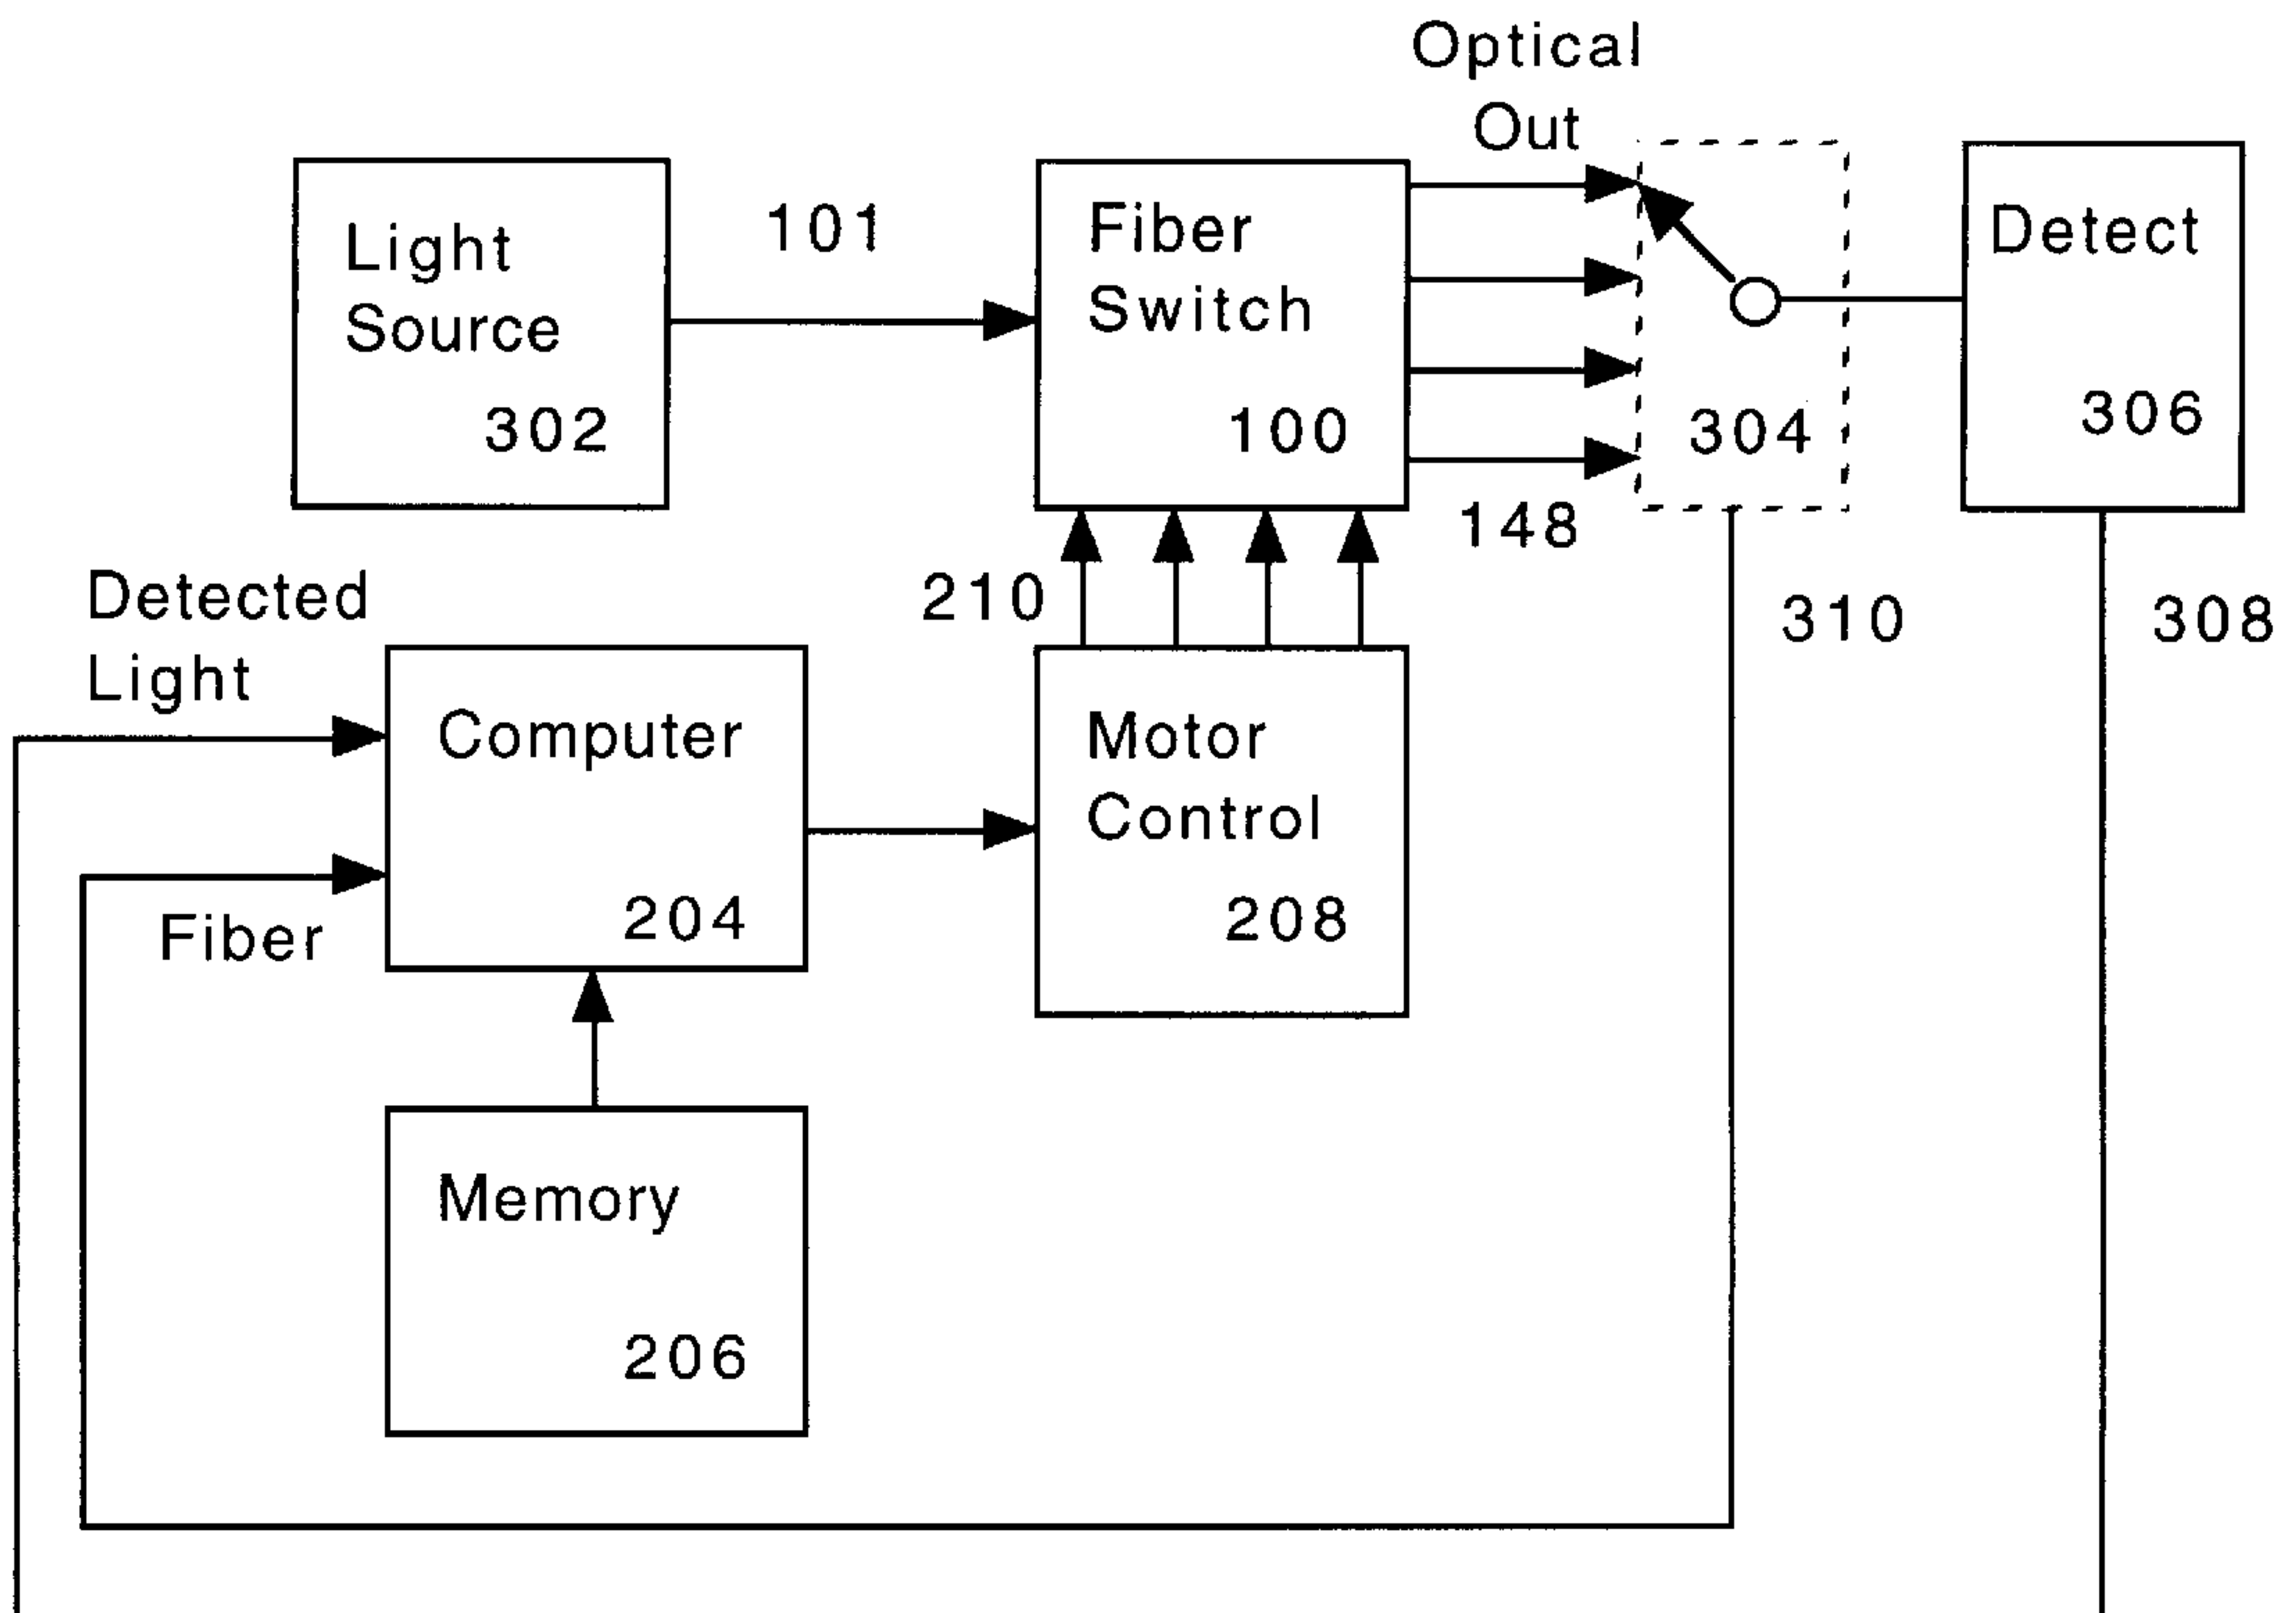 Optical
Out
Light
Source
302
101
Fiber
Switch
100
304
Detect
306
148
210
310
308
Detected
Light
Computer
204
Fiber
Motor
Control
208
Memory
206